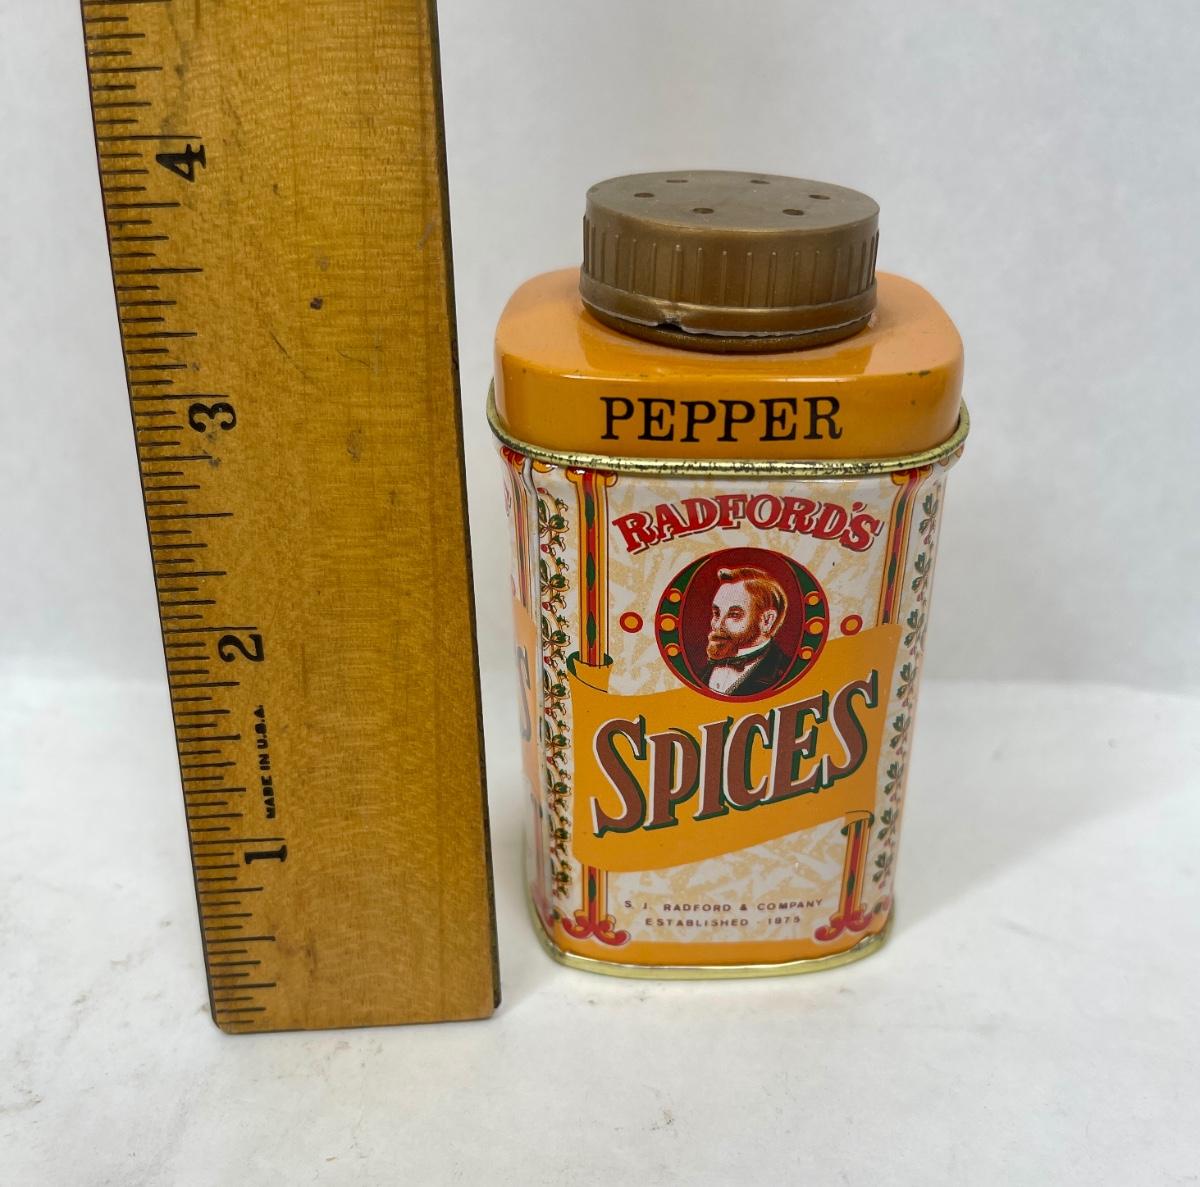 4
3
2
MADE IN U.S.A.
1
PEPPER
RADFORD'S
SPICES
S. J. RADFORD & COMPANY
ESTABLISHED - 1875